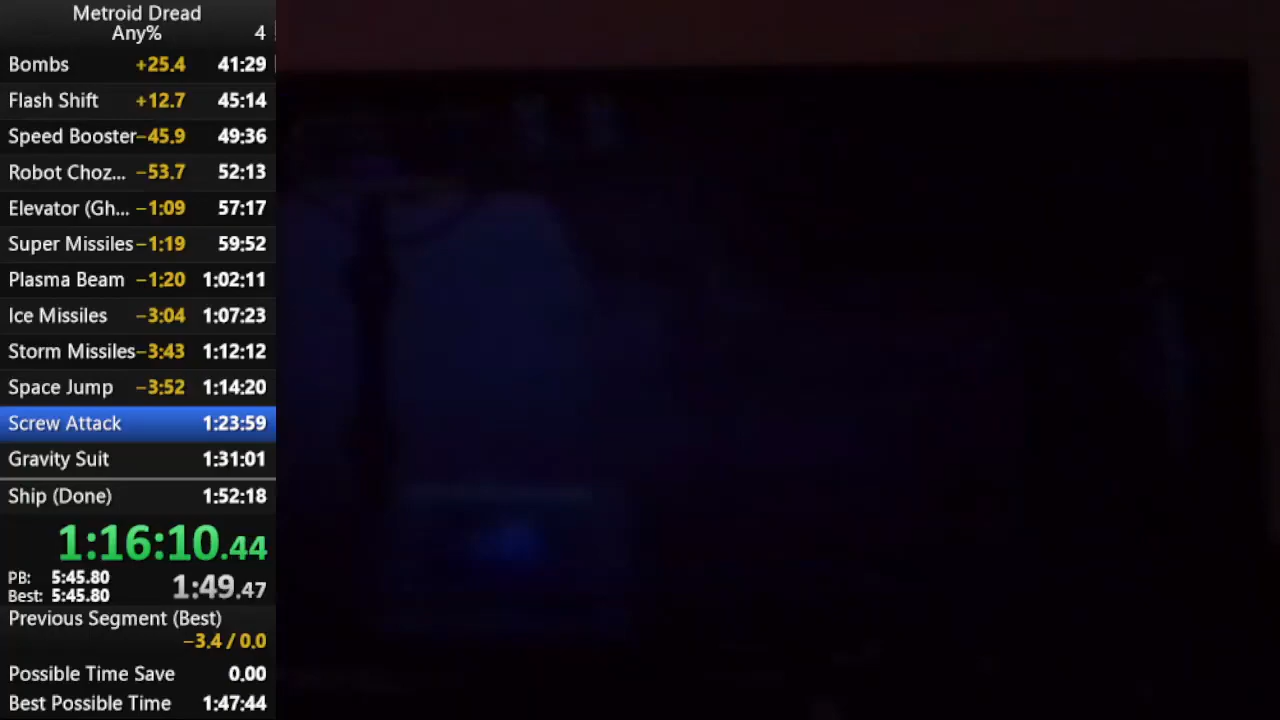 Metroid Dread
Any% 4
Bombs +25.4 41:29
Flash Shift +12.7 45:14
Speed Booster −45.9 49:36
Robot Choz... −53.7 52:13
Elevator (Gh... −1:09 57:17
Super Missiles −1:19 59:52
Plasma Beam −1:20 1:02:11
Ice Missiles −3:04 1:07:23
Storm Missiles −3:43 1:12:12
Space Jump −3:52 1:14:20
Screw Attack 1:23:59
Gravity Suit 1:31:01
Ship (Done) 1:52:18
1:16:10.44
PB: 5:45.80
Best: 5:45.80 1:49.47
Previous Segment (Best)
−3.4 / 0.0
Possible Time Save 0.00
Best Possible Time 1:47:44